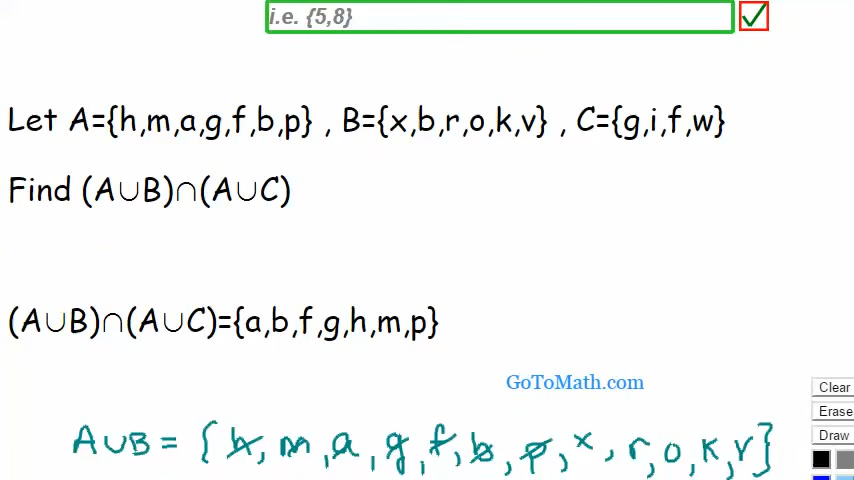 i.e. {5,8}
Let A={h,m,a,g,f,b,p} , B={x,b,r,o,k,v} , C={g,i,f,w}
Find (A∪B)∩(A∪C)
(A∪B)∩(A∪C)={a,b,f,g,h,m,p}
GoToMath.com
Clear
Erase
Draw
A∪B = {h, m, a, g, f, b, p, x, r, o, k, v}